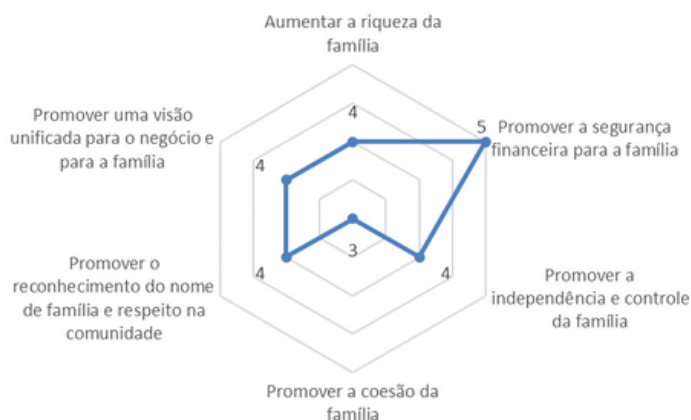 Aumentar a riqueza da
família
4
5
Promover a segurança
financeira para a família
4
Promover a
independência e controle
da família
3
Promover a coesão da
família
4
Promover o
reconhecimento do nome
de família e respeito na
comunidade
4
Promover uma visão
unificada para o negócio e
para a família